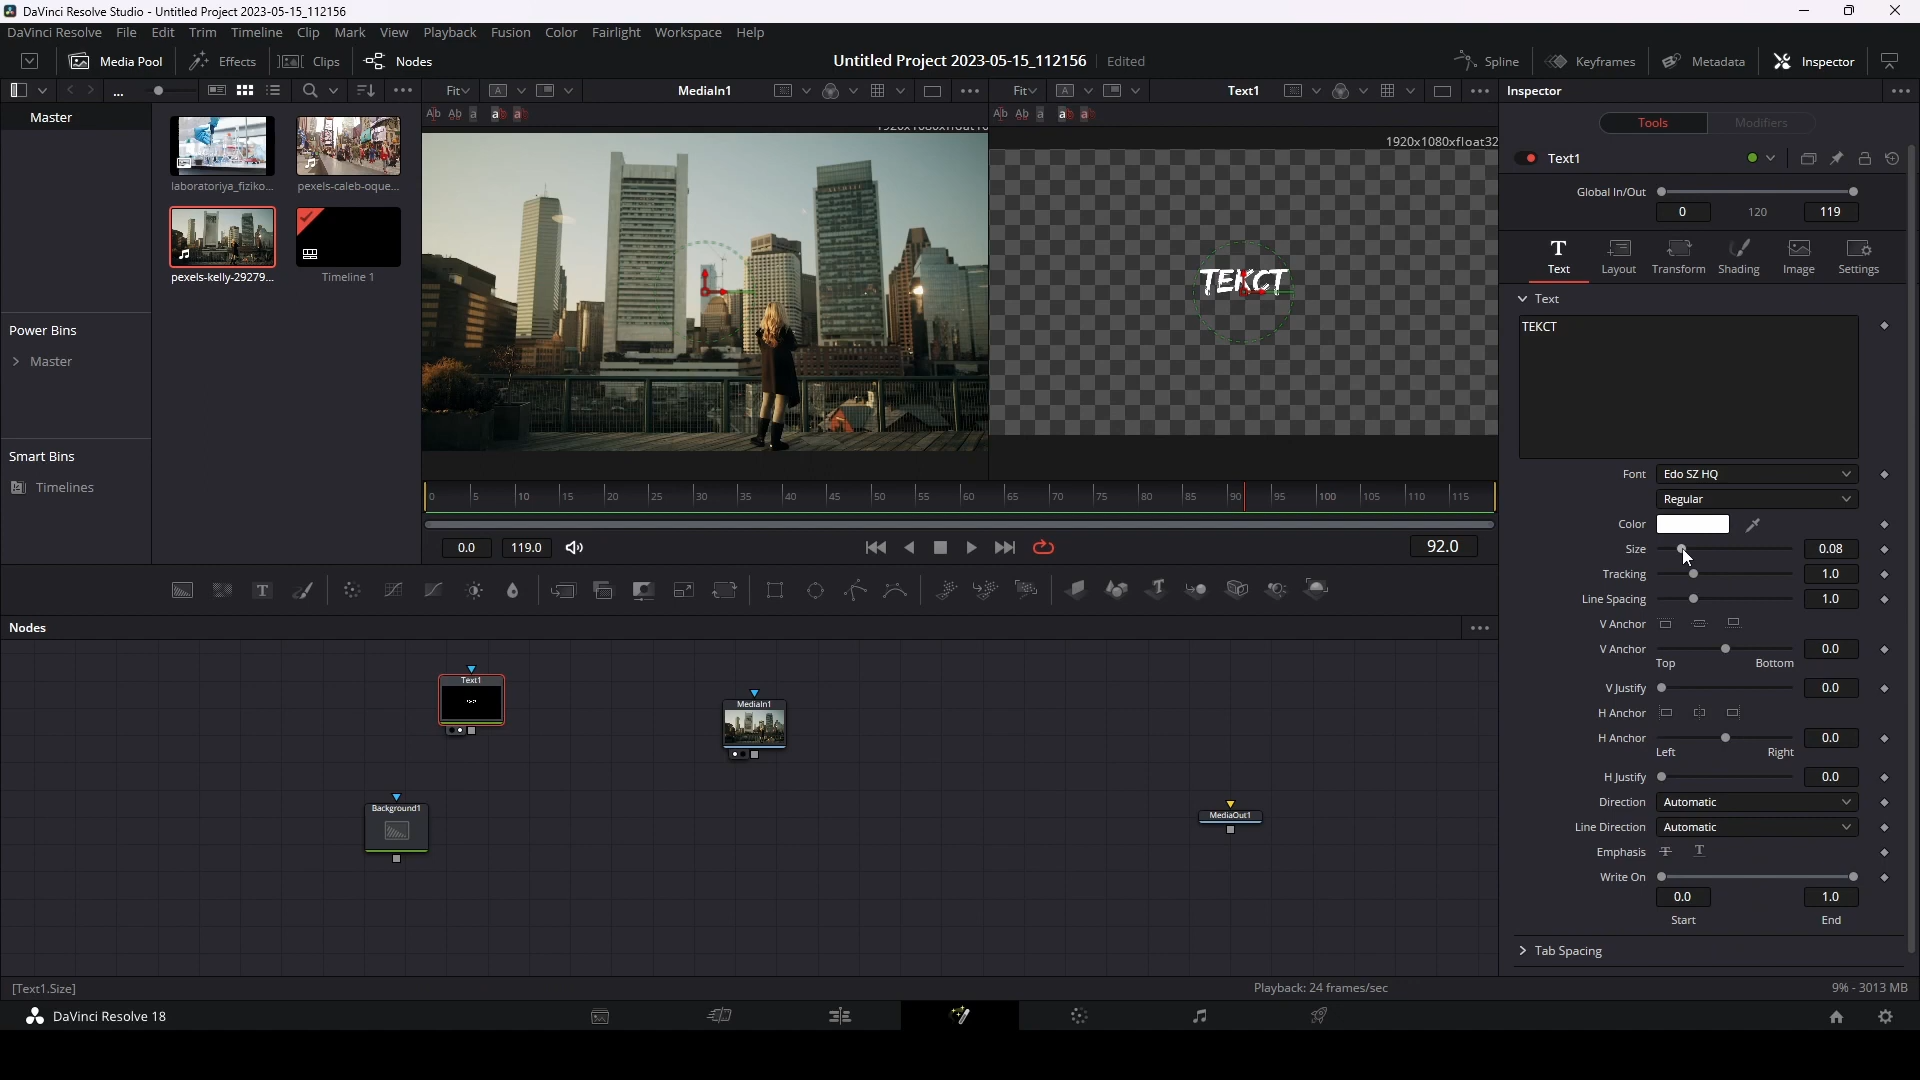 DaVinci Resolve Studio - Untitled Project 2023-05-15_112156
DaVinci Resolve File Edit Trim Timeline Clip Mark View Playback Fusion Color Fairlight Workspace Help
Media Pool Effects Clips Nodes Untitled Project 2023-05-15_112156 Edited Spline Keyframes Metadata Inspector
... Fit MediaIn1 Fit Text1 Inspector
Master
1920x1080xfloat32
Tools Modifiers
Text1
laboratoriya_fiziko... pexels-caleb-oque...
Global In/Out
0 120 119
Text Layout Transform Shading Image Settings
pexels-kelly-29279... Timeline 1
ТЕКСТ
Text
ТЕКСТ
Power Bins
Master
Smart Bins
Timelines
Font Edo SZ HQ
Regular
0 5 10 15 20 25 30 35 40 45 50 55 60 65 70 75 80 85 90 95 100 105 110 115
Color
0.0 119.0 92.0
Size 0.08
Tracking 1.0
Line Spacing 1.0
V Anchor
V Anchor 0.0
Top Bottom
V Justify 0.0
H Anchor
H Anchor 0.0
Left Right
H Justify 0.0
Direction Automatic
Line Direction Automatic
Emphasis T T
Write On
0.0 1.0
Start End
Tab Spacing
Nodes
Text1
MediaIn1
Background1
MediaOut1
[Text1.Size] Playback: 24 frames/sec 9% - 3013 MB
DaVinci Resolve 18